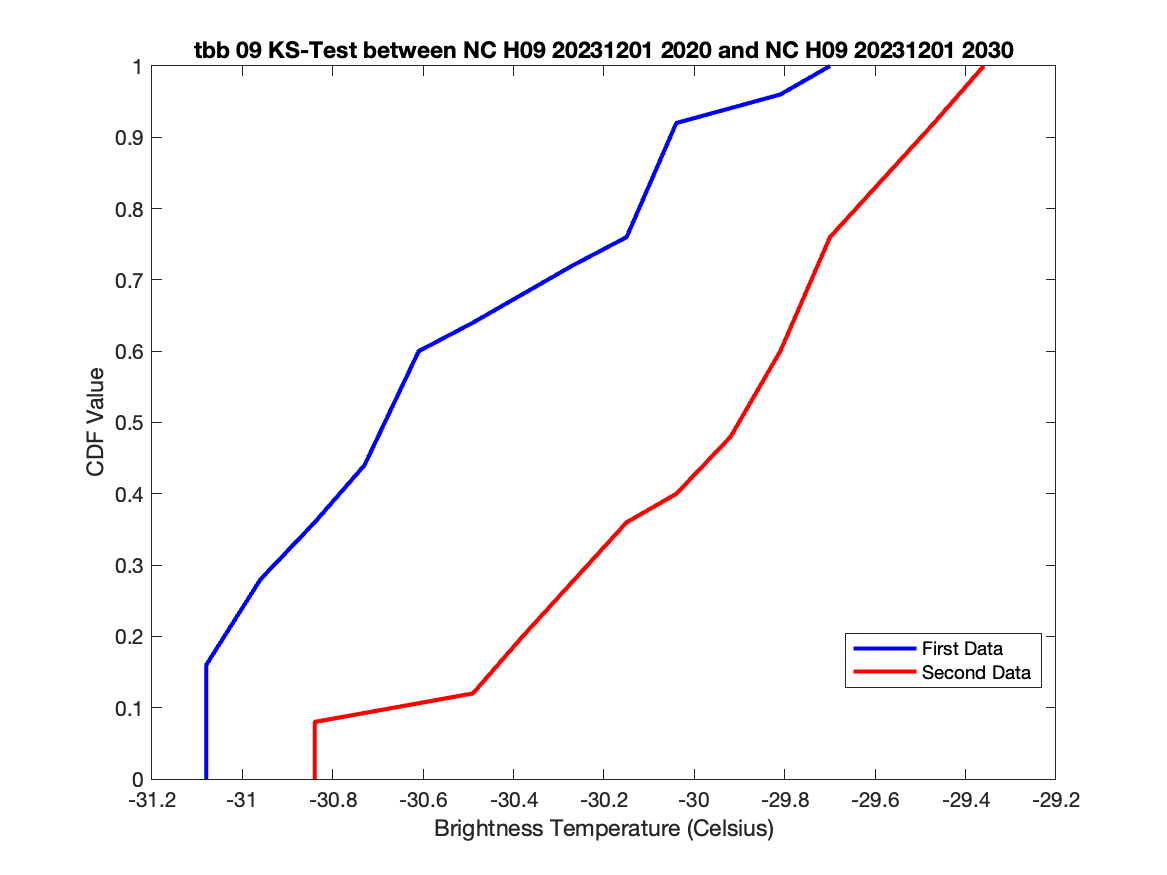 tbb 09 KS-Test between NC H09 20231201 2020 and NC H09 20231201 2030
1
0.9
0.8
0.7
0.6
0.5
0.4
0.3
0.2
0.1
0
CDF Value
First Data
Second Data
-31.2 -31 -30.8 -30.6 -30.4 -30.2 -30 -29.8 -29.6 -29.4 -29.2
Brightness Temperature (Celsius)